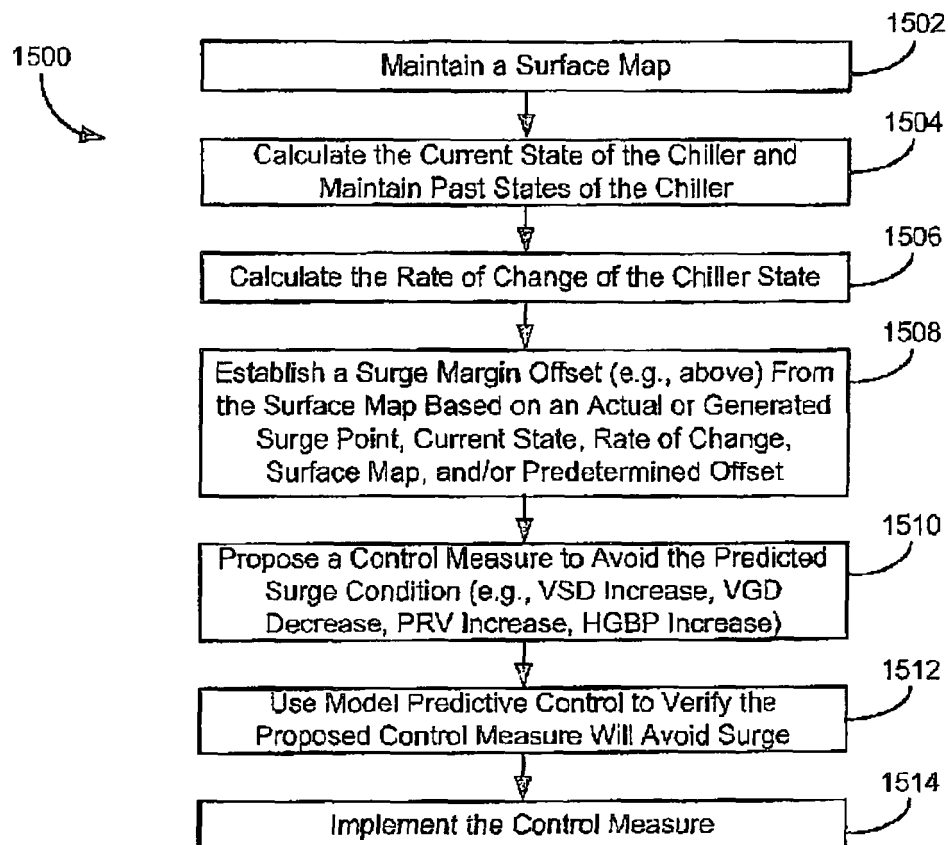 1500
1502
Maintain a Surface Map
1504
Calculate the Current State of the Chiller and
Maintain Past States of the Chiller
1506
Calculate the Rate of Change of the Chiller State
1508
Establish a Surge Margin Offset (e.g., above) From
the Surface Map Based on an Actual or Generated
Surge Point, Current State, Rate of Change,
Surface Map, and/or Predetermined Offset
1510
Propose a Control Measure to Avoid the Predicted
Surge Condition (e.g., VSD Increase, VGD
Decrease, PRV Increase, HGBP Increase)
1512
Use Model Predictive Control to Verify the
Proposed Control Measure Will Avoid Surge
1514
Implement the Control Measure